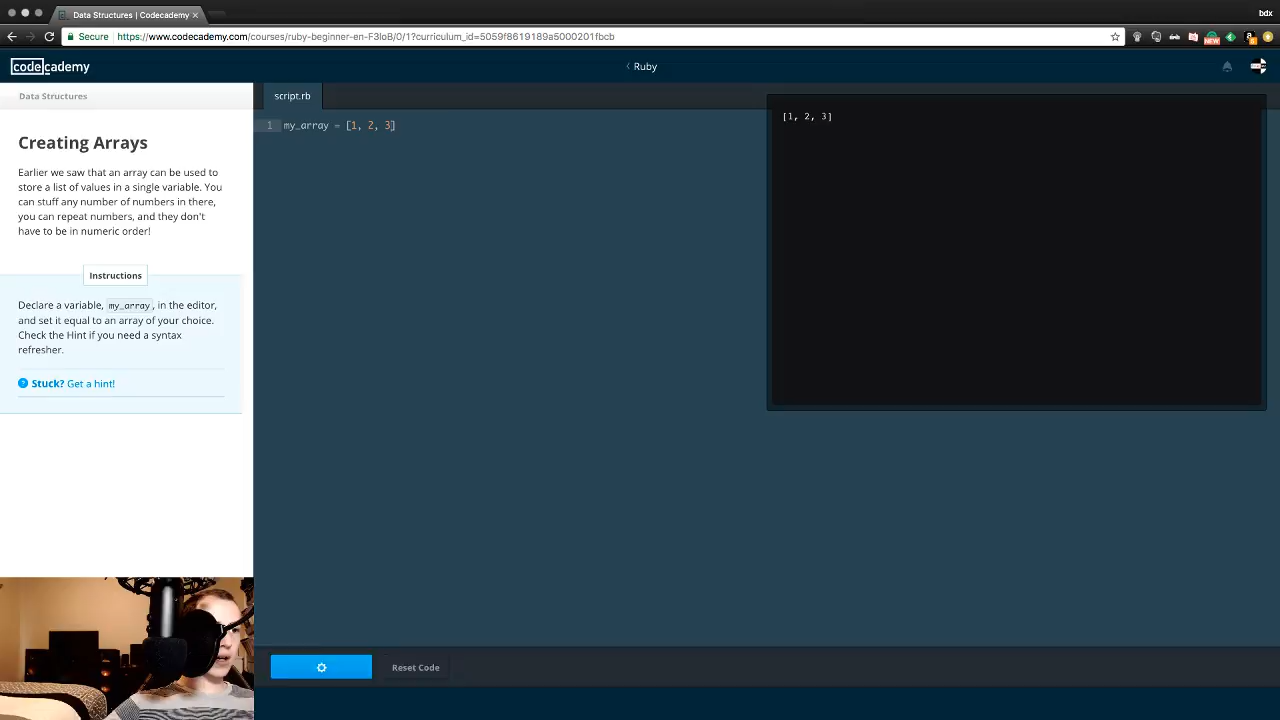 Data Structures | Codecademy
bdx
Secure
https://www.codecademy.com/courses/ruby-beginner-en-F3loB/0/1?curriculum_id=5059f8619189a5000201fbcb
NEW
codecademy
Ruby
Data Structures
script.rb
Creating Arrays
Earlier we saw that an array can be used to
store a list of values in a single variable. You
can stuff any number of numbers in there,
you can repeat numbers, and they don't
have to be in numeric order!
Instructions
Declare a variable, my_array, in the editor,
and set it equal to an array of your choice.
Check the Hint if you need a syntax
refresher.
? Stuck? Get a hint!
1 my_array = [1, 2, 3]
[1, 2, 3]
Reset Code